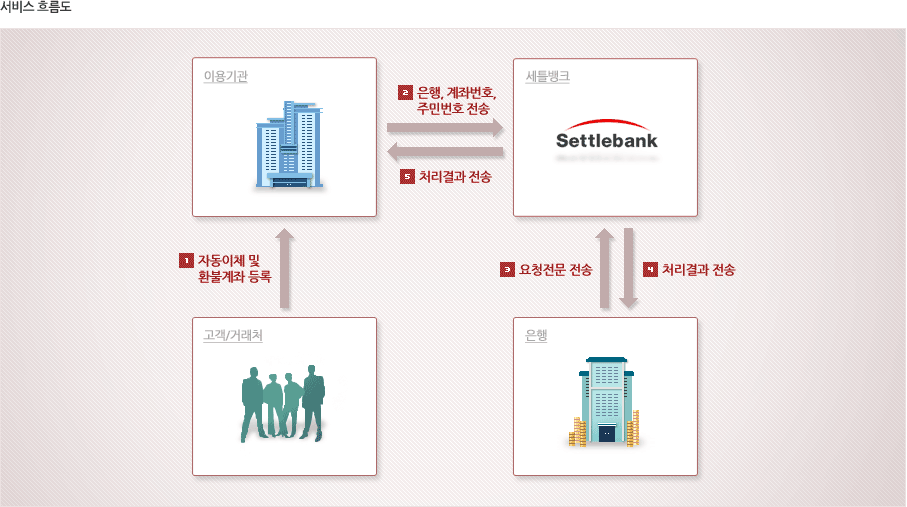 서비스 흐름도
이용기관
세틀뱅크
2 은행, 계좌번호,
주민번호 전송
Settlebank
5 처리결과 전송
1 자동이체 및
환불계좌 등록
3 요청전문 전송
4 처리결과 전송
고객/거래처
은행